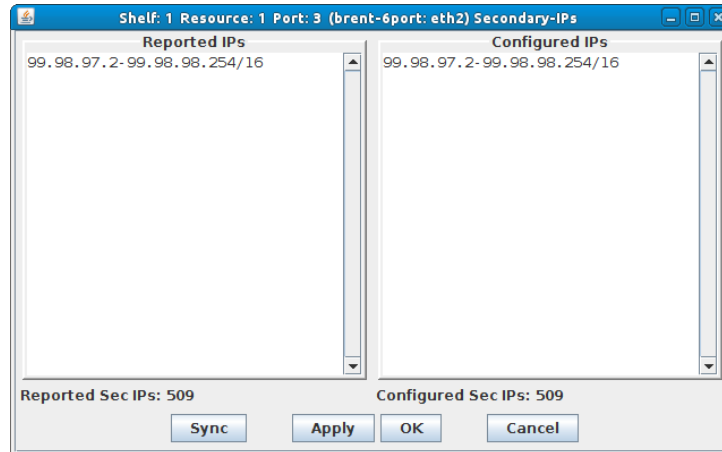 Shelf: 1 Resource: 1 Port: 3 (brent-6port: eth2) Secondary-IPs
Reported IPs
99.98.97.2-99.98.98.254/16
Configured IPs
99.98.97.2-99.98.98.254/16
Reported Sec IPs: 509
Configured Sec IPs: 509
Sync
Apply
OK
Cancel